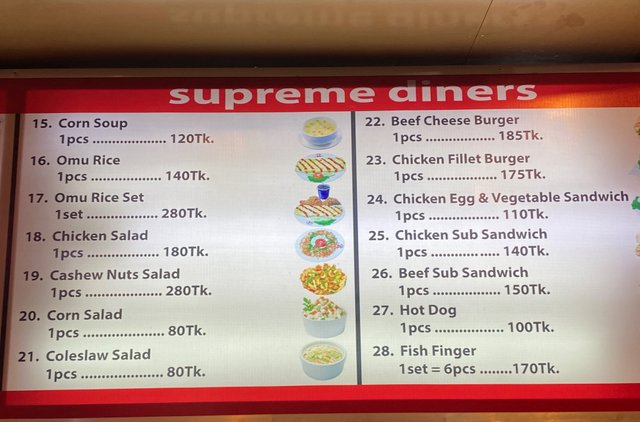 supreme diners
15. Corn Soup
1pcs ................... 120Tk.
16. Omu Rice
1pc .................. 140Tk.
17. Omu Rice Set
1set .................. 280Tk.
18. Chicken Salad
1pcs .................... 180Tk.
19. Cashew Nuts Salad
1pcs .................... 280Tk.
20. Corn Salad
1pcs ..................... 80Tk.
21. Coleslaw Salad
1pcs ..................... 80Tk.
22. Beef Cheese Burger
1pcs .................. 185Tk.
23. Chicken Fillet Burger
1pcs .................. 175Tk.
24. Chicken Egg & Vegetable Sandwich
1pcs .................. 110Tk.
25. Chicken Sub Sandwich
1pcs .................. 140Tk.
26. Beef Sub Sandwich
1pcs .................. 150Tk.
27. Hot Dog
1pcs .................. 100Tk.
28. Fish Finger
1set = 6pcs ........170Tk.